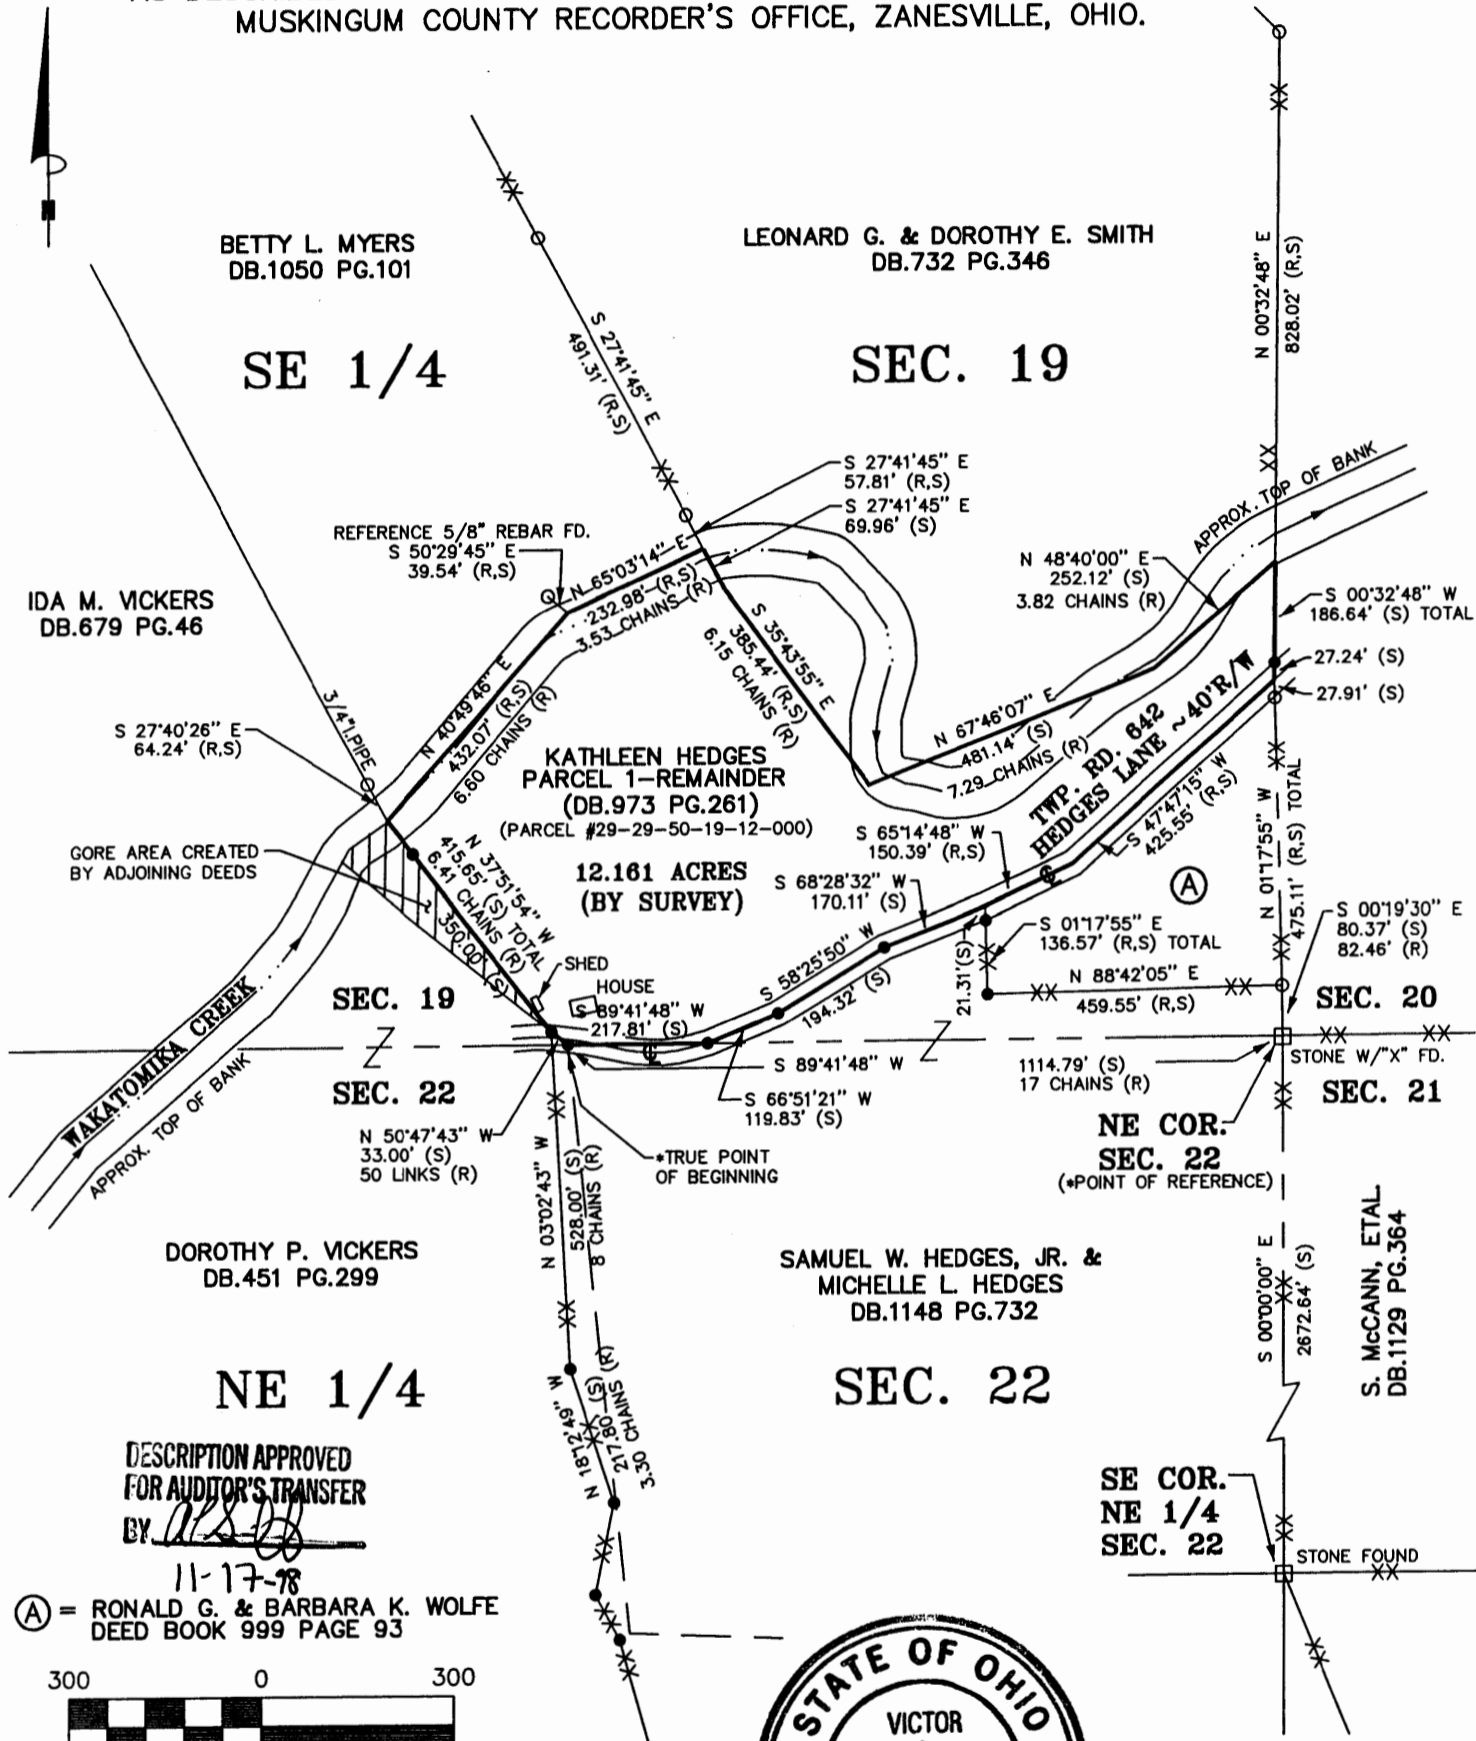 MUSKINGUM COUNTY RECORDER'S OFFICE, ZANESVILLE, OHIO.
N
BETTY L. MYERS
DB.1050 PG.101
LEONARD G. & DOROTHY E. SMITH
DB.732 PG.346
N 00°32'48" E
828.02' (R,S)
SE 1/4
SEC. 19
S 27°41'45" E
491.31' (R,S)
S 27°41'45" E
57.81' (R,S)
S 27°41'45" E
69.96' (S)
APPROX. TOP OF BANK
REFERENCE 5/8" REBAR FD.
S 50°29'45" E
39.54' (R,S)
N 65°03'14" E
232.98' (R,S)
3.53 CHAINS (R)
N 48°40'00" E
252.12' (S)
3.82 CHAINS (R)
S 00°32'48" W
186.64' (S) TOTAL
27.24' (S)
27.91' (S)
IDA M. VICKERS
DB.679 PG.46
S 35°43'55" E
385.44' (R,S)
6.15 CHAINS (R)
N 40°49'46" E
432.07' (R,S)
6.60 CHAINS (R)
3/4" I.PIPE
S 27°40'26" E
64.24' (R,S)
N 67°46'07" E
481.14' (S)
7.29 CHAINS (R)
TWP. RD. 642
HEDGES LANE ~40'R/W
S 47°47'15" W
425.55' (R,S)
KATHLEEN HEDGES
PARCEL 1-REMAINDER
(DB.973 PG.261)
(PARCEL #29-29-50-19-12-000)
12.161 ACRES
(BY SURVEY)
S 65°14'48" W
150.39' (R,S)
S 68°28'32" W
170.11' (S)
N 01°17'55" W
475.11' (R,S) TOTAL
A
GORE AREA CREATED
BY ADJOINING DEEDS
N 37°51'54" W
415.65' (S) TOTAL
6.41 CHAINS (R)
350.00' (S)
S 00°19'30" E
80.37' (S)
82.46' (R)
S 01°17'55" E
136.57' (R,S) TOTAL
21.31'(S)
N 88°42'05" E
459.55' (R,S)
S 58°25'50" W
194.32' (S)
SHED
HOUSE
S 89°41'48" W
217.81' (S)
SEC. 19
SEC. 20
WAKATOMIKA CREEK
APPROX. TOP OF BANK
STONE W/"X" FD.
S 89°41'48" W
1114.79' (S)
17 CHAINS (R)
SEC. 22
SEC. 21
S 66°51'21" W
119.83' (S)
NE COR.
SEC. 22
(*POINT OF REFERENCE)
N 50°47'43" W
33.00' (S)
50 LINKS (R)
*TRUE POINT
OF BEGINNING
N 03°02'43" W
528.00' (S)
8 CHAINS (R)
DOROTHY P. VICKERS
DB.451 PG.299
SAMUEL W. HEDGES, JR. &
MICHELLE L. HEDGES
DB.1148 PG.732
S 00°00'00" E
2672.64' (S)
S. McCANN, ETAL.
DB.1129 PG.364
NE 1/4
SEC. 22
N 18°12'49" W
217.80' (S)
3.30 CHAINS (R)
DESCRIPTION APPROVED
FOR AUDITOR'S TRANSFER
BY
11-17-98
SE COR.
NE 1/4
SEC. 22
STONE FOUND
A = RONALD G. & BARBARA K. WOLFE
DEED BOOK 999 PAGE 93
300 0 300
STATE OF OHIO
VICTOR